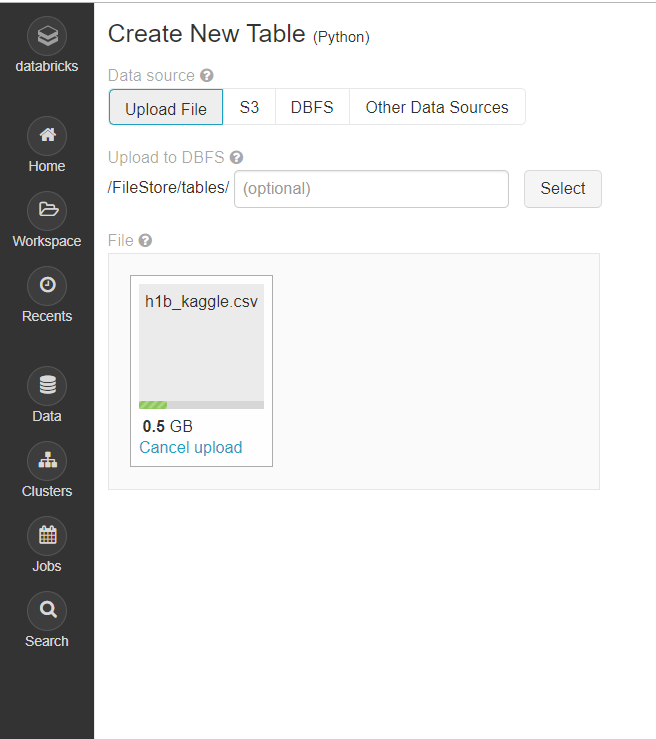 databricks
Home
Workspace
Recents
Data
Clusters
Jobs
Search
Create New Table (Python)
Data source ?
Upload File S3 DBFS Other Data Sources
Upload to DBFS ?
/FileStore/tables/ (optional) Select
File ?
h1b_kaggle.csv
0.5 GB
Cancel upload